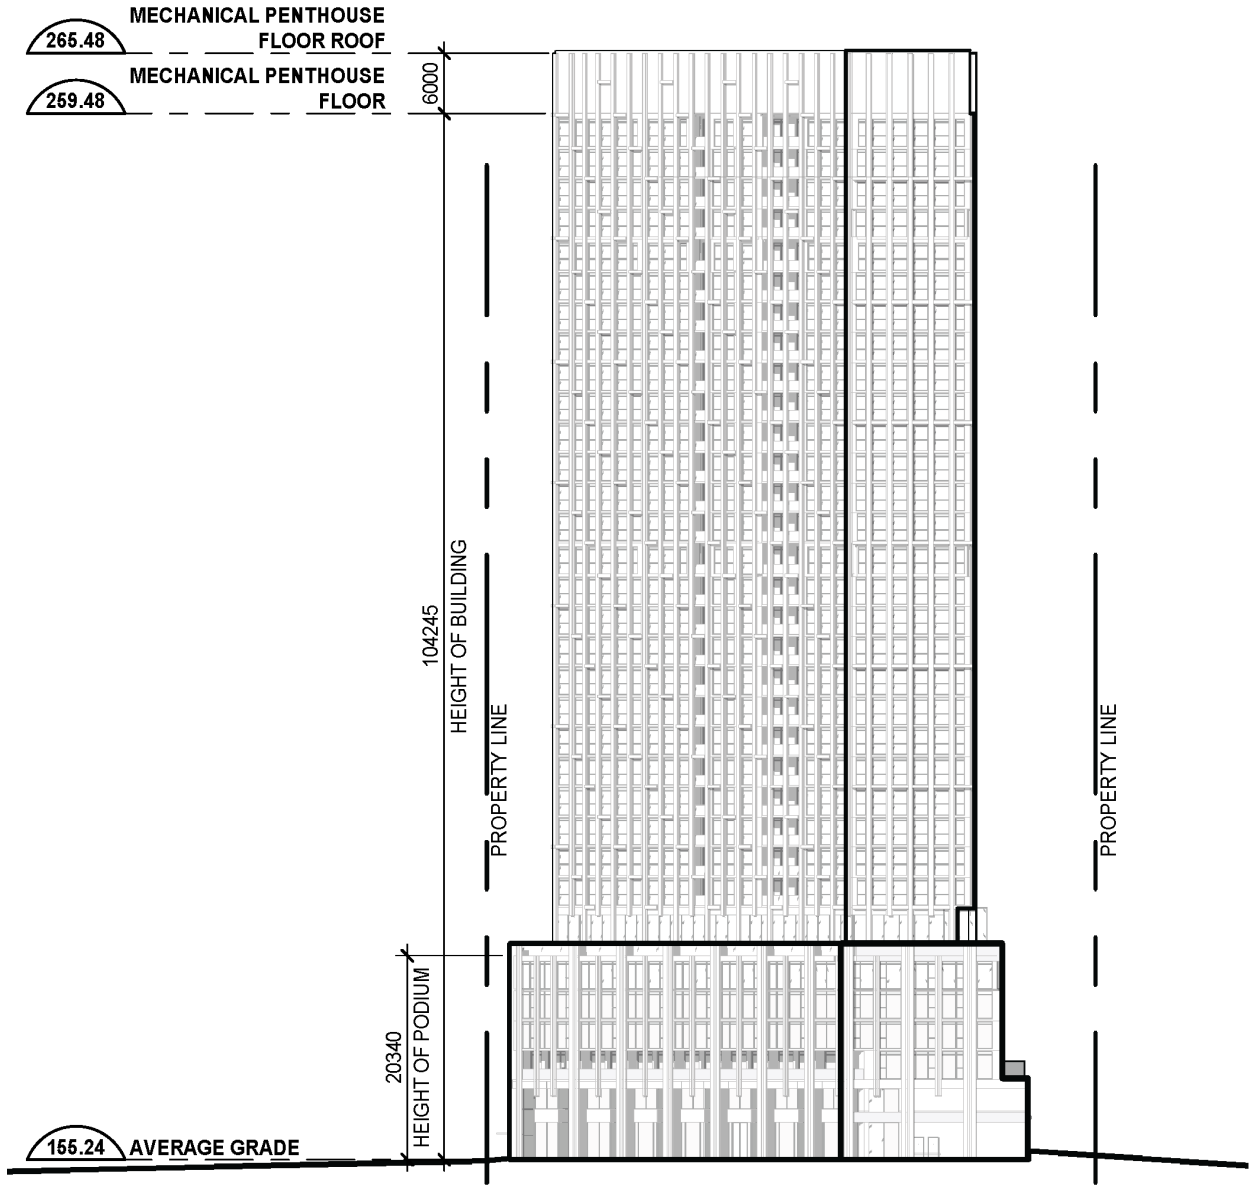 MECHANICAL PENTHOUSE
265.48 FLOOR ROOF
MECHANICAL PENTHOUSE
259.48 FLOOR
6000
104245
HEIGHT OF BUILDING
PROPERTY LINE
PROPERTY LINE
20340
HEIGHT OF PODIUM
155.24 AVERAGE GRADE